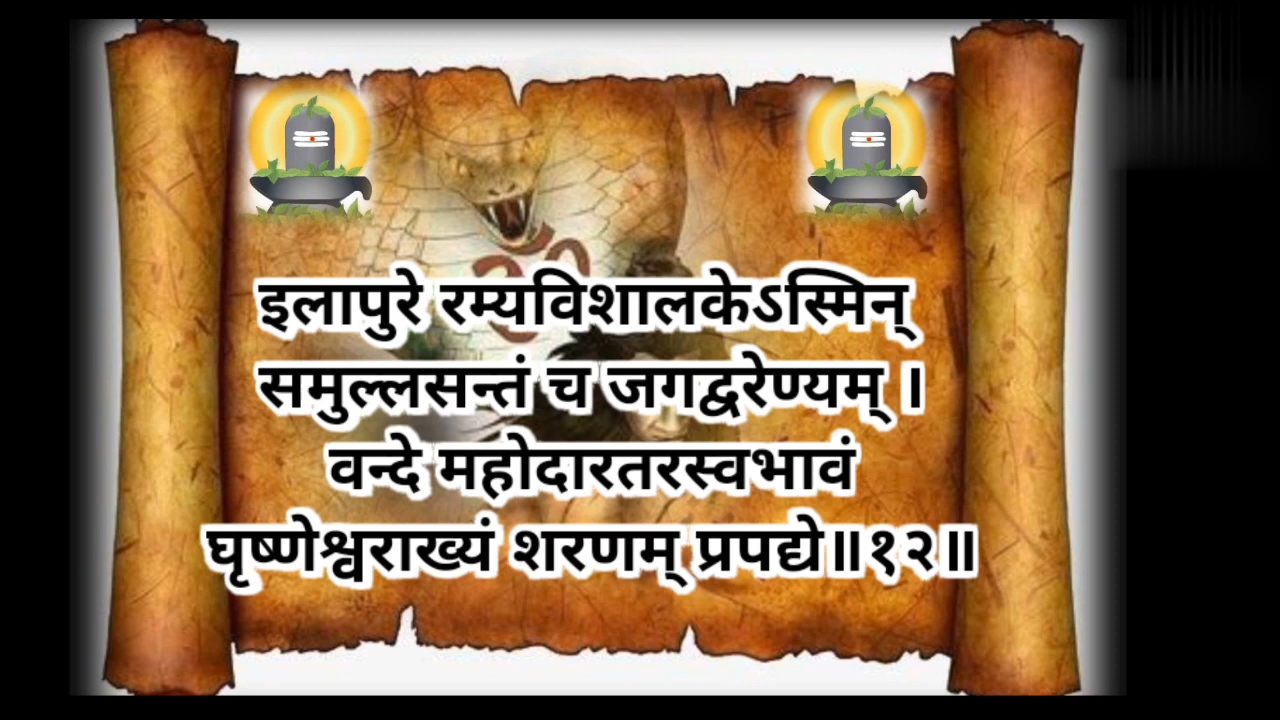 इलापुरे रम्यविशालकेऽस्मिन्
समुल्लसन्तं च जगद्वरेण्यम् ।
वन्दे महोदारतरस्वभावं
घृष्णेश्वराख्यं शरणम् प्रपद्ये॥१२॥